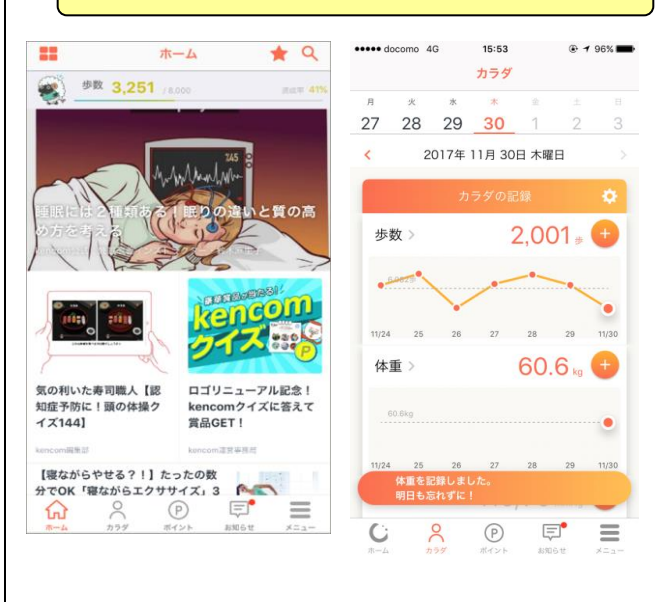 ホーム
歩数 3,251 / 8,000
達成率 41%
睡眠には2種類ある！眠りの違いと質の高
め方を考える
豪華賞品が当たる！
kencom
クイズ
気の利いた寿司職人【認
知症予防に！頭の体操ク
イズ144】
kencom編集部
ロゴリニューアル記念！
kencomクイズに答えて
賞品GET！
kencom運営事務局
【寝ながらやせる？！】たったの数
分でOK「寝ながらエクササイズ」3
ホーム カラダ ポイント お知らせ メニュー
docomo 4G 15:53 96%
カラダ
月 火 水 木 金 土 日
27 28 29 30 1 2 3
< 2017年 11月 30日 木曜日 >
カラダの記録
歩数 > 2,001 歩 +
11/24 25 26 27 28 29 11/30
体重 > 60.6 kg +
60.6kg
11/24 25 26 27 28 29 11/30
体重を記録しました。
明日も忘れずに！
ホーム カラダ ポイント お知らせ メニュー